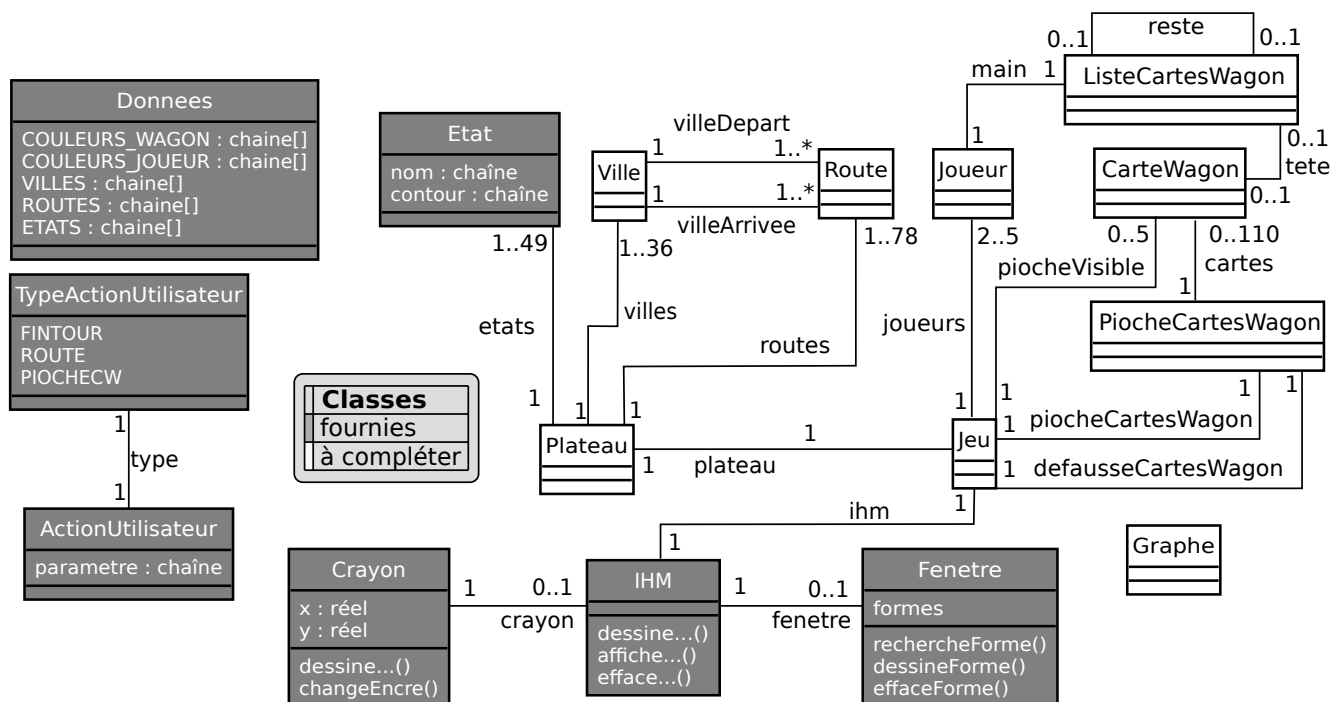 reste
0..1
0..1
main
1
ListeCartesWagon
Donnees
COULEURS_WAGON : chaine[]
COULEURS_JOUEUR : chaine[]
VILLES : chaine[]
ROUTES : chaine[]
ETATS : chaine[]
Etat
nom : chaîne
contour : chaîne
1..49
villeDepart
1
1..*
Ville
Route
1
1..*
villeArrivee
1..36
1..78
1
Joueur
2..5
0..1
tete
CarteWagon
0..1
0..5
0..110
piocheVisible
cartes
1
PiocheCartesWagon
TypeActionUtilisateur
FINTOUR
ROUTE
PIOCHECW
etats
villes
routes
joueurs
Classes
fournies
à compléter
1
1
1
1
1
1
1
1
piocheCartesWagon
Plateau
1
plateau
1
Jeu
1
defausseCartesWagon
1
type
1
ActionUtilisateur
parametre : chaîne
ihm
1
1
Graphe
Crayon
x : réel
y : réel
dessine...()
changeEncre()
1
0..1
crayon
IHM
dessine...()
affiche...()
efface...()
1
0..1
fenetre
Fenetre
formes
rechercheForme()
dessineForme()
effaceForme()